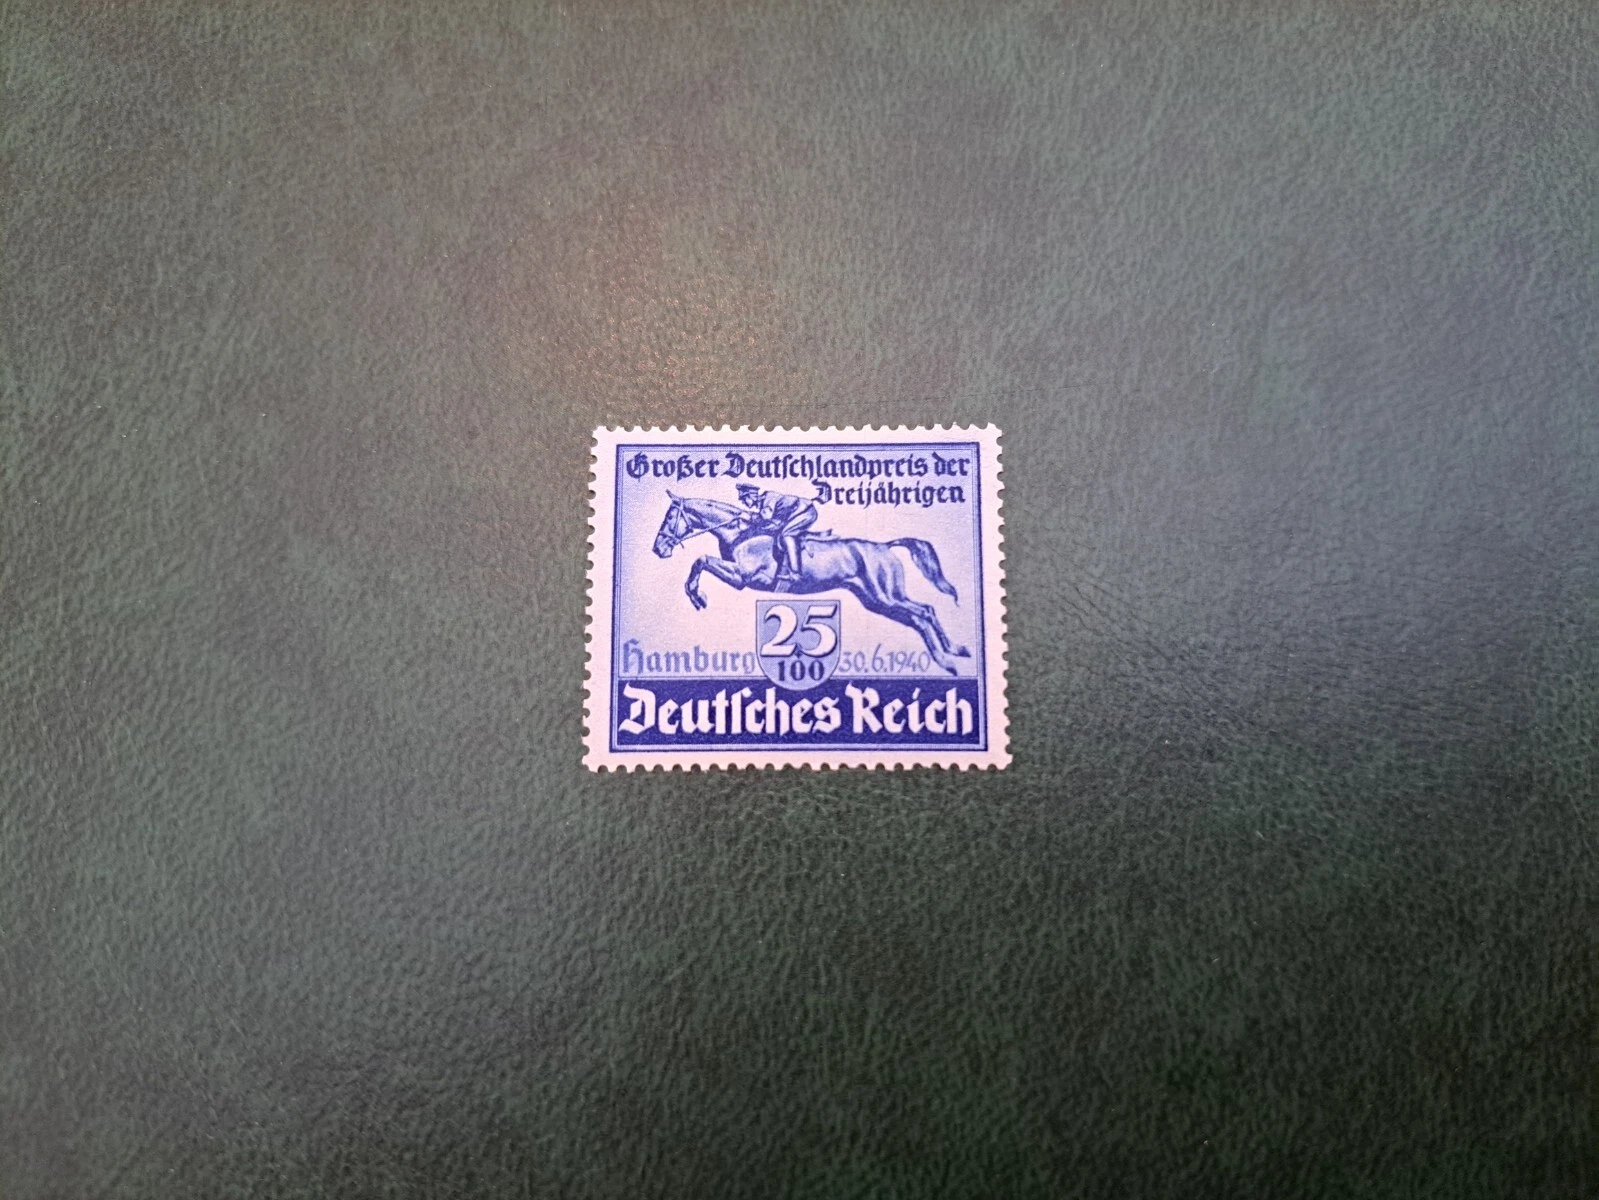 Großer Deutſchlandpreis der
Dreijährigen
25
100
Hamburg 30.6.1940
Deutſches Reich